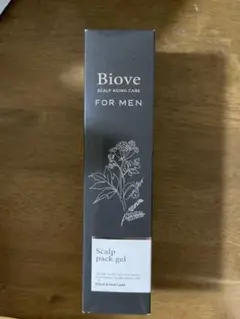 Biove
SCALP AGING CARE
FOR MEN
Scalp
pack gel